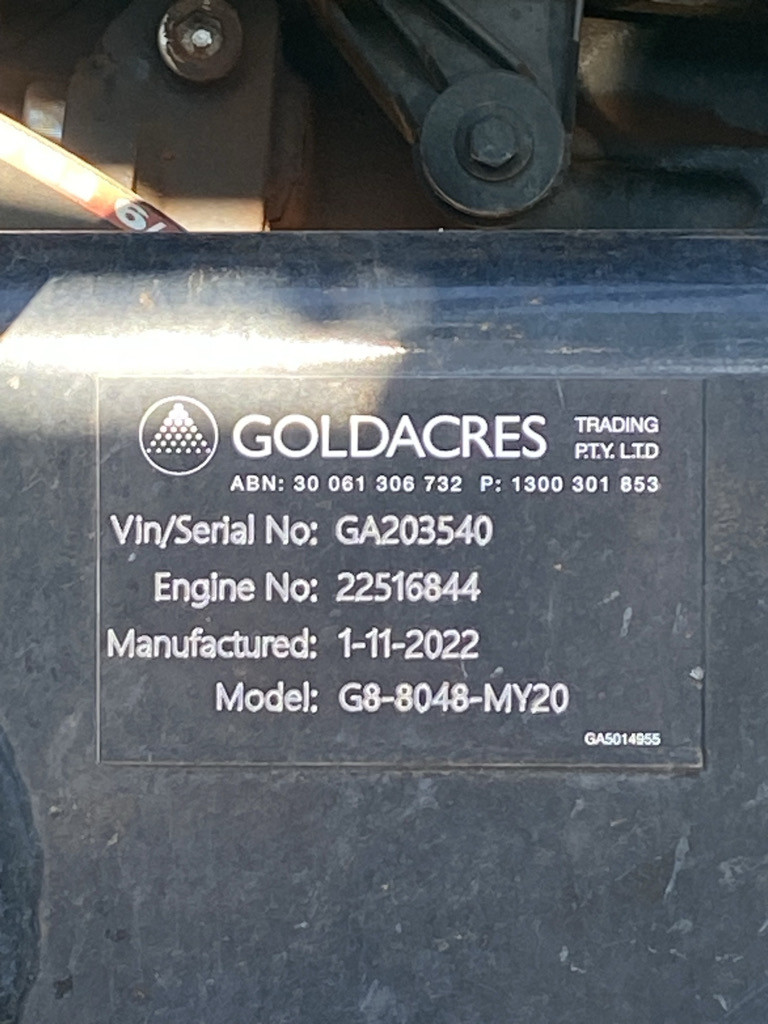 GOLDACRES TRADING
P.T.Y. L.T.D
ABN: 30 061 306 732 P: 1300 301 853
Vin/Serial No: GA203540
Engine No: 22516844
Manufactured: 1-11-2022
Model: G8-8048-MY20
GA5014955